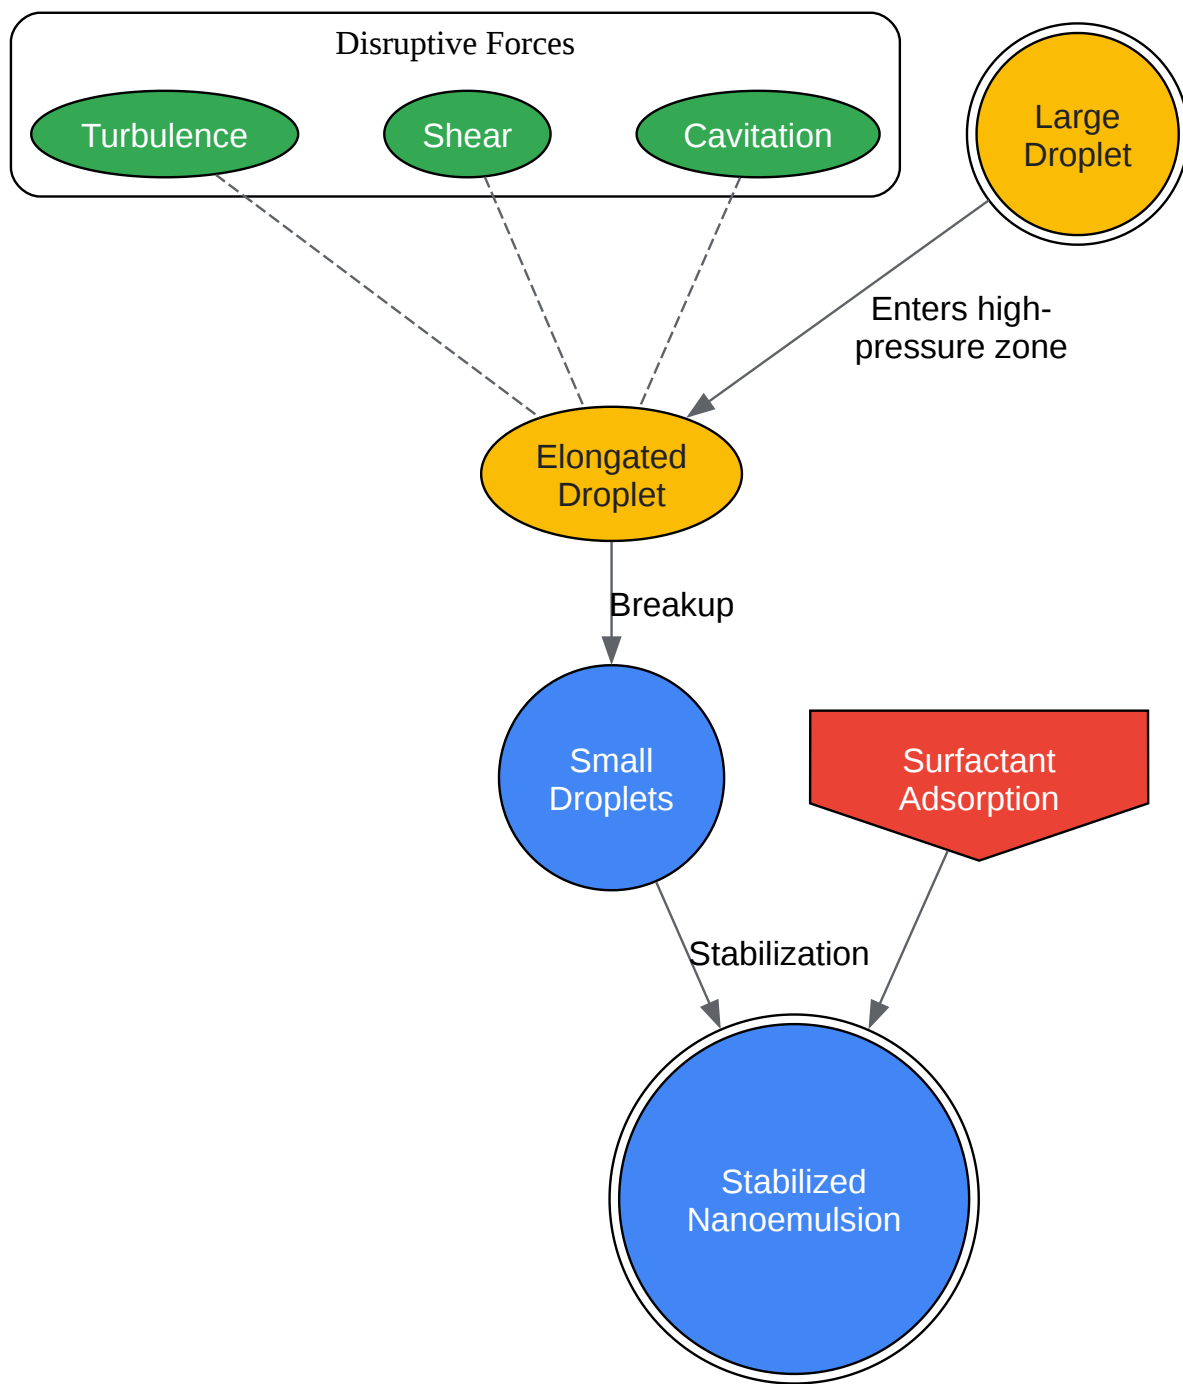 Disruptive Forces
Turbulence
Shear
Cavitation
Large
Droplet
Enters high-
pressure zone
Elongated
Droplet
Breakup
Small
Droplets
Surfactant
Adsorption
Stabilization
Stabilized
Nanoemulsion